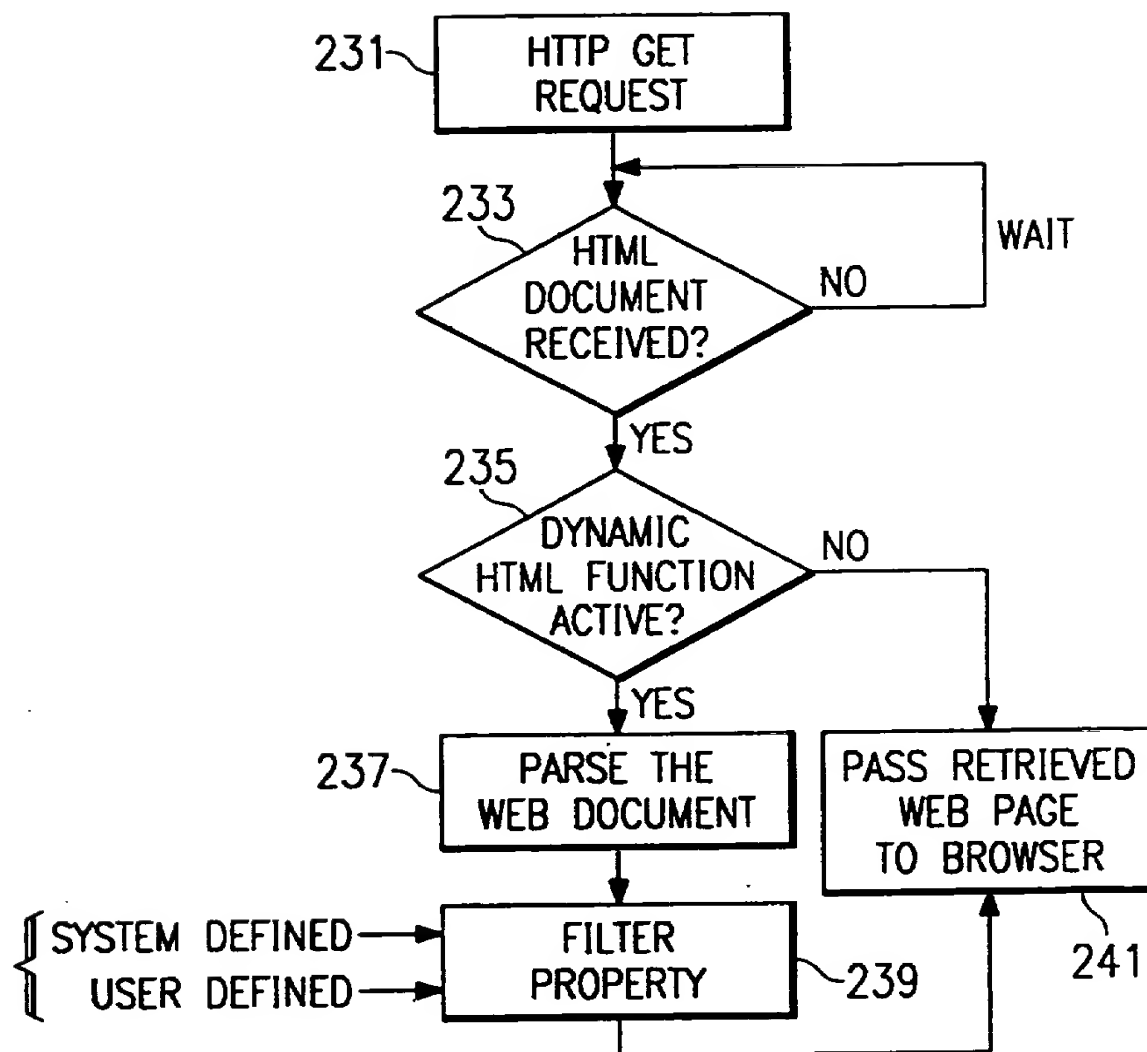 231
HTTP GET
REQUEST
233
HTML
DOCUMENT
RECEIVED?
NO
WAIT
YES
235
DYNAMIC
HTML FUNCTION
ACTIVE?
NO
YES
237
PARSE THE
WEB DOCUMENT
PASS RETRIEVED
WEB PAGE
TO BROWSER
241
SYSTEM DEFINED
USER DEFINED
FILTER
PROPERTY
239